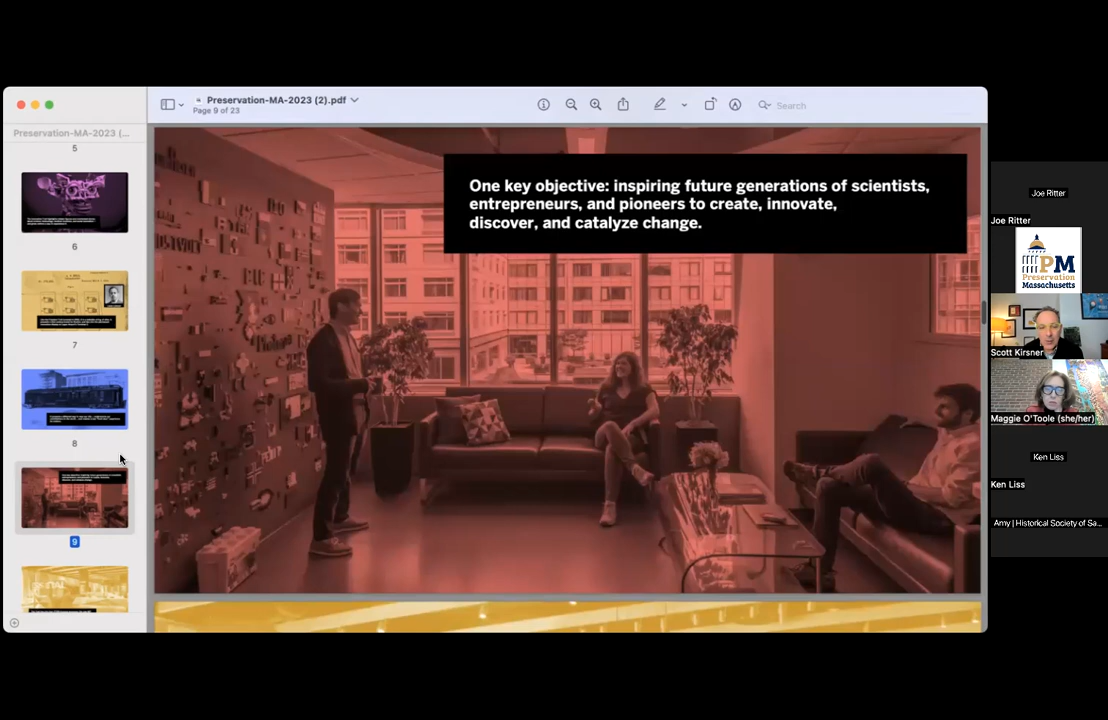 Preservation-MA-2023 (2).pdf
Page 9 of 23
Search
Preservation-MA-2023 (...
5
6
7
8
9
One key objective: inspiring future generations of scientists,
entrepreneurs, and pioneers to create, innovate,
discover, and catalyze change.
Joe Ritter
Joe Ritter
PM
Preservation
Massachusetts
Scott Kirsner
Maggie O'Toole (she/her)
Ken Liss
Ken Liss
Amy | Historical Society of Sa...